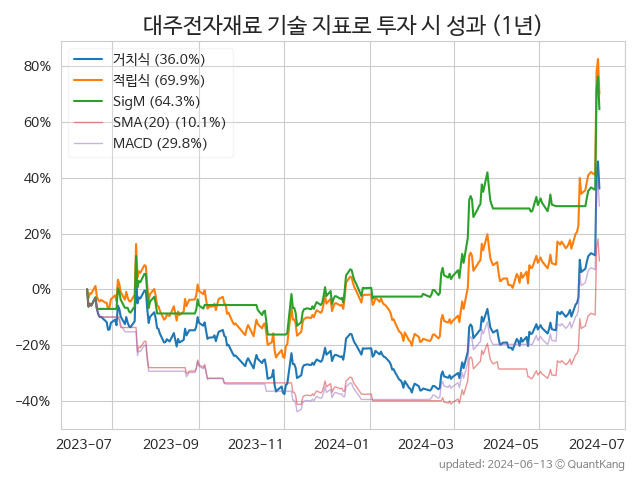 대주전자재료 기술 지표로 투자 시 성과 (1년)
거치식 (36.0%)
적립식 (69.9%)
SigM (64.3%)
SMA(20) (10.1%)
MACD (29.8%)
80%
60%
40%
20%
0%
−20%
−40%
2023-07 2023-09 2023-11 2024-01 2024-03 2024-05 2024-07
updated: 2024-06-13 ⓒ QuantKang